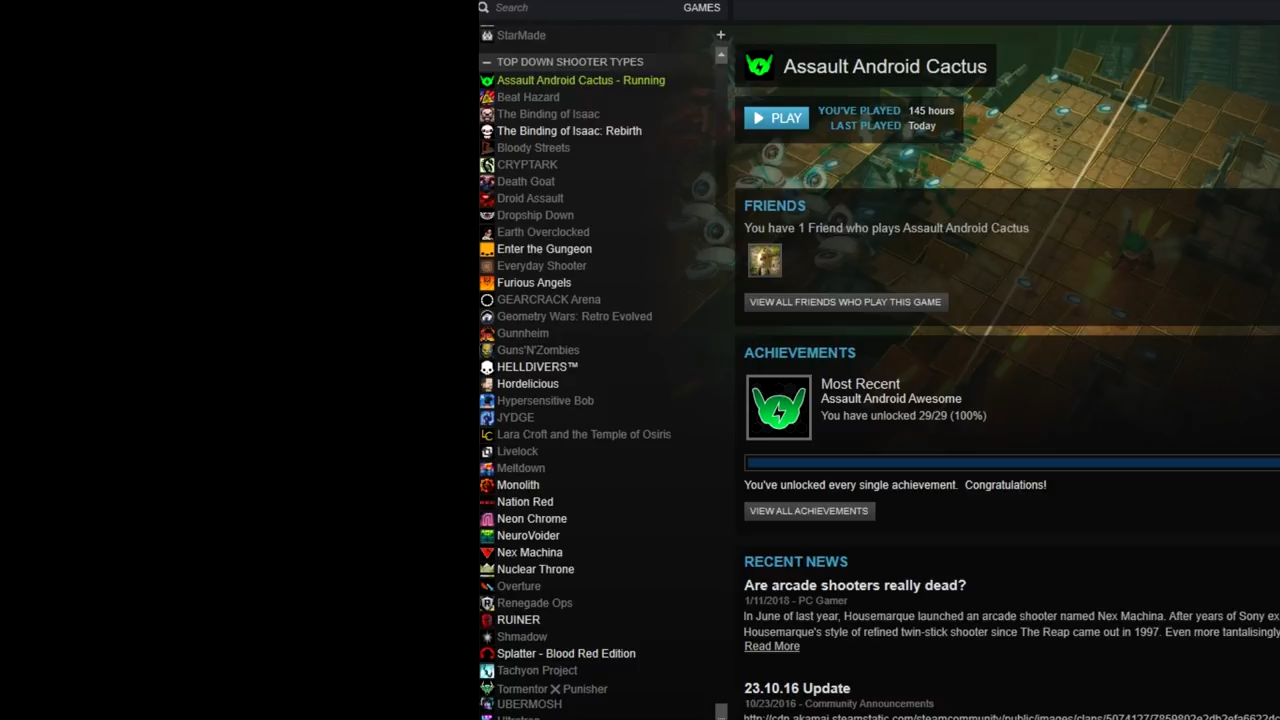 Search
GAMES
StarMade
TOP DOWN SHOOTER TYPES
Assault Android Cactus - Running
Beat Hazard
The Binding of Isaac
The Binding of Isaac: Rebirth
Bloody Streets
CRYPTARK
Death Goat
Droid Assault
Dropship Down
Earth Overclocked
Enter the Gungeon
Everyday Shooter
Furious Angels
GEARCRACK Arena
Geometry Wars: Retro Evolved
Gunnheim
Guns'N'Zombies
HELLDIVERS™
Hordelicious
Hypersensitive Bob
JYDGE
Lara Croft and the Temple of Osiris
Livelock
Meltdown
Monolith
Nation Red
Neon Chrome
NeuroVoider
Nex Machina
Nuclear Throne
Overture
Renegade Ops
RUINER
Shmadow
Splatter - Blood Red Edition
Tachyon Project
Tormentor X Punisher
UBERMOSH
Assault Android Cactus
PLAY
YOU'VE PLAYED 145 hours
LAST PLAYED Today
FRIENDS
You have 1 Friend who plays Assault Android Cactus
VIEW ALL FRIENDS WHO PLAY THIS GAME
ACHIEVEMENTS
Most Recent
Assault Android Awesome
You have unlocked 29/29 (100%)
You've unlocked every single achievement. Congratulations!
VIEW ALL ACHIEVEMENTS
RECENT NEWS
Are arcade shooters really dead?
1/11/2018 - PC Gamer
In June of last year, Housemarque launched an arcade shooter named Nex Machina. After years of Sony ex
Housemarque's style of refined twin-stick shooter since The Reap came out in 1997. Even more tantalisingly
Read More
23.10.16 Update
10/23/2016 - Community Announcements